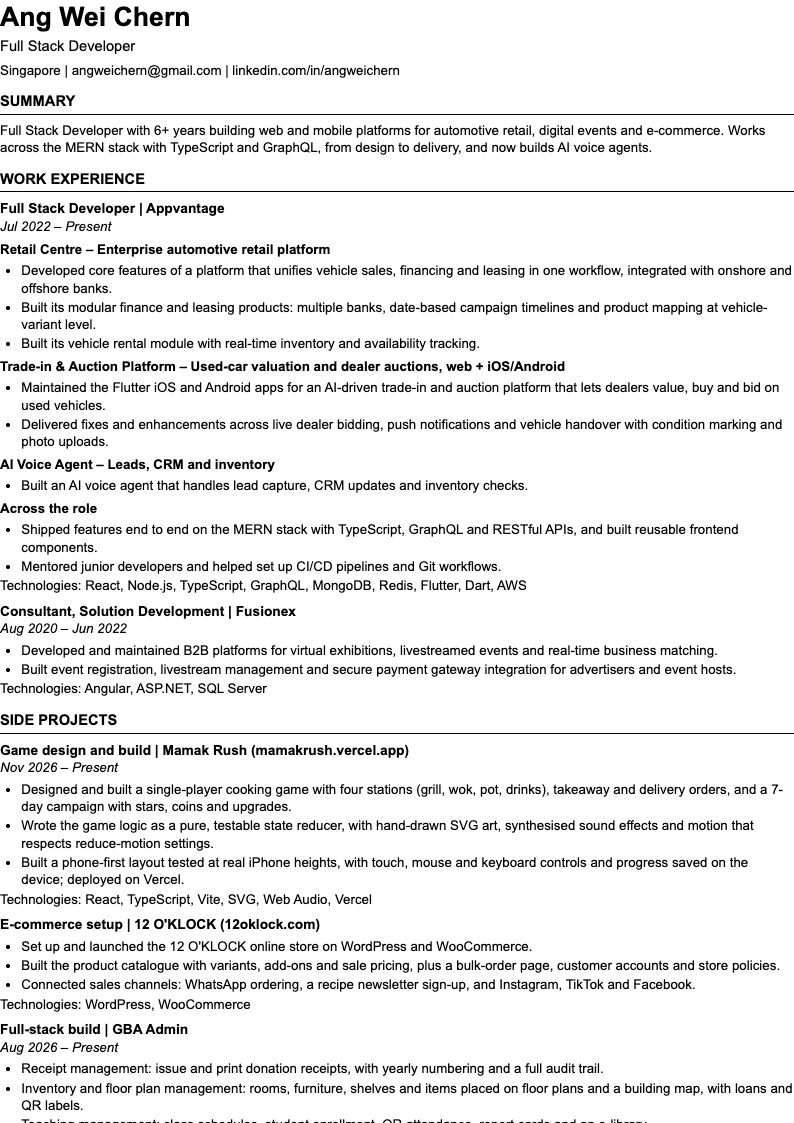 Ang Wei Chern
Full Stack Developer
Singapore | angweichern@gmail.com | linkedin.com/in/angweichern
SUMMARY
Full Stack Developer with 6+ years building web and mobile platforms for automotive retail, digital events and e-commerce. Works
across the MERN stack with TypeScript and GraphQL, from design to delivery, and now builds AI voice agents.
WORK EXPERIENCE
Full Stack Developer | Appvantage
Jul 2022 – Present
Retail Centre – Enterprise automotive retail platform
• Developed core features of a platform that unifies vehicle sales, financing and leasing in one workflow, integrated with onshore and
offshore banks.
• Built its modular finance and leasing products: multiple banks, date-based campaign timelines and product mapping at vehicle-
variant level.
• Built its vehicle rental module with real-time inventory and availability tracking.
Trade-in & Auction Platform – Used-car valuation and dealer auctions, web + iOS/Android
• Maintained the Flutter iOS and Android apps for an AI-driven trade-in and auction platform that lets dealers value, buy and bid on
used vehicles.
• Delivered fixes and enhancements across live dealer bidding, push notifications and vehicle handover with condition marking and
photo uploads.
AI Voice Agent – Leads, CRM and inventory
• Built an AI voice agent that handles lead capture, CRM updates and inventory checks.
Across the role
• Shipped features end to end on the MERN stack with TypeScript, GraphQL and RESTful APIs, and built reusable frontend
components.
• Mentored junior developers and helped set up CI/CD pipelines and Git workflows.
Technologies: React, Node.js, TypeScript, GraphQL, MongoDB, Redis, Flutter, Dart, AWS
Consultant, Solution Development | Fusionex
Aug 2020 – Jun 2022
• Developed and maintained B2B platforms for virtual exhibitions, livestreamed events and real-time business matching.
• Built event registration, livestream management and secure payment gateway integration for advertisers and event hosts.
Technologies: Angular, ASP.NET, SQL Server
SIDE PROJECTS
Game design and build | Mamak Rush (mamakrush.vercel.app)
Nov 2026 – Present
• Designed and built a single-player cooking game with four stations (grill, wok, pot, drinks), takeaway and delivery orders, and a 7-
day campaign with stars, coins and upgrades.
• Wrote the game logic as a pure, testable state reducer, with hand-drawn SVG art, synthesised sound effects and motion that
respects reduce-motion settings.
• Built a phone-first layout tested at real iPhone heights, with touch, mouse and keyboard controls and progress saved on the
device; deployed on Vercel.
Technologies: React, TypeScript, Vite, SVG, Web Audio, Vercel
E-commerce setup | 12 O'KLOCK (12oklock.com)
• Set up and launched the 12 O'KLOCK online store on WordPress and WooCommerce.
• Built the product catalogue with variants, add-ons and sale pricing, plus a bulk-order page, customer accounts and store policies.
• Connected sales channels: WhatsApp ordering, a recipe newsletter sign-up, and Instagram, TikTok and Facebook.
Technologies: WordPress, WooCommerce
Full-stack build | GBA Admin
Aug 2026 – Present
• Receipt management: issue and print donation receipts, with yearly numbering and a full audit trail.
• Inventory and floor plan management: rooms, furniture, shelves and items placed on floor plans and a building map, with loans and
QR labels.